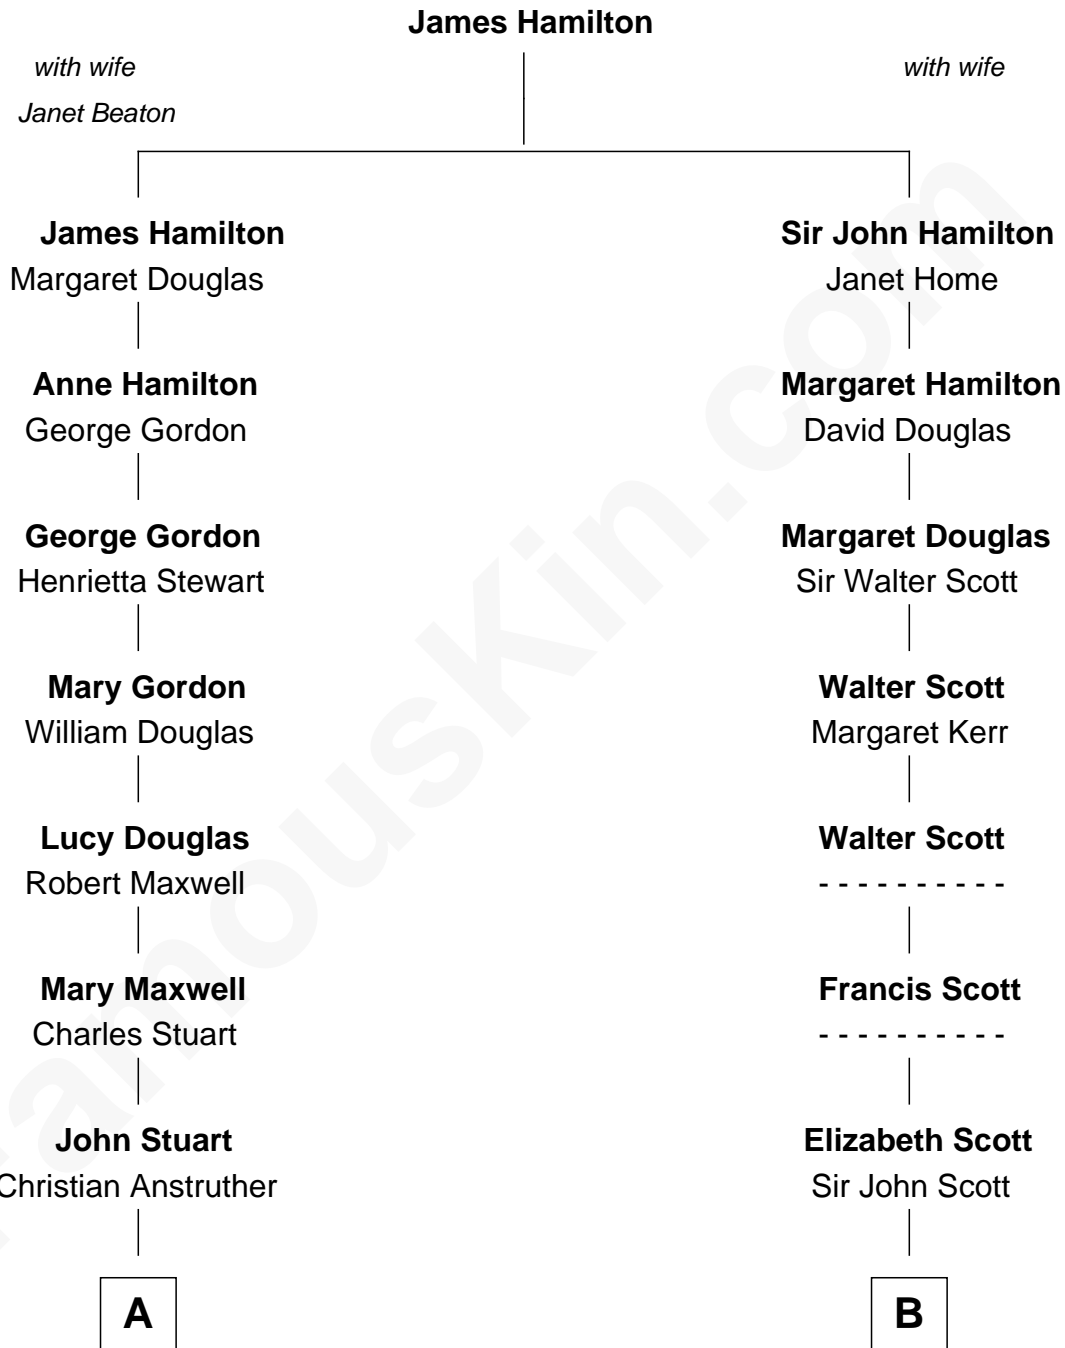 James Hamilton
with wife
with wife
Janet Beaton
James Hamilton
Sir John Hamilton
Margaret Douglas
Janet Home
Anne Hamilton
Margaret Hamilton
George Gordon
David Douglas
George Gordon
Margaret Douglas
Henrietta Stewart
Sir Walter Scott
Mary Gordon
Walter Scott
William Douglas
Margaret Kerr
Lucy Douglas
Walter Scott
Robert Maxwell
- - - - - - - - - -
Mary Maxwell
Francis Scott
Charles Stuart
- - - - - - - - - -
John Stuart
Elizabeth Scott
Christian Anstruther
Sir John Scott
A
B
FamousKin.com